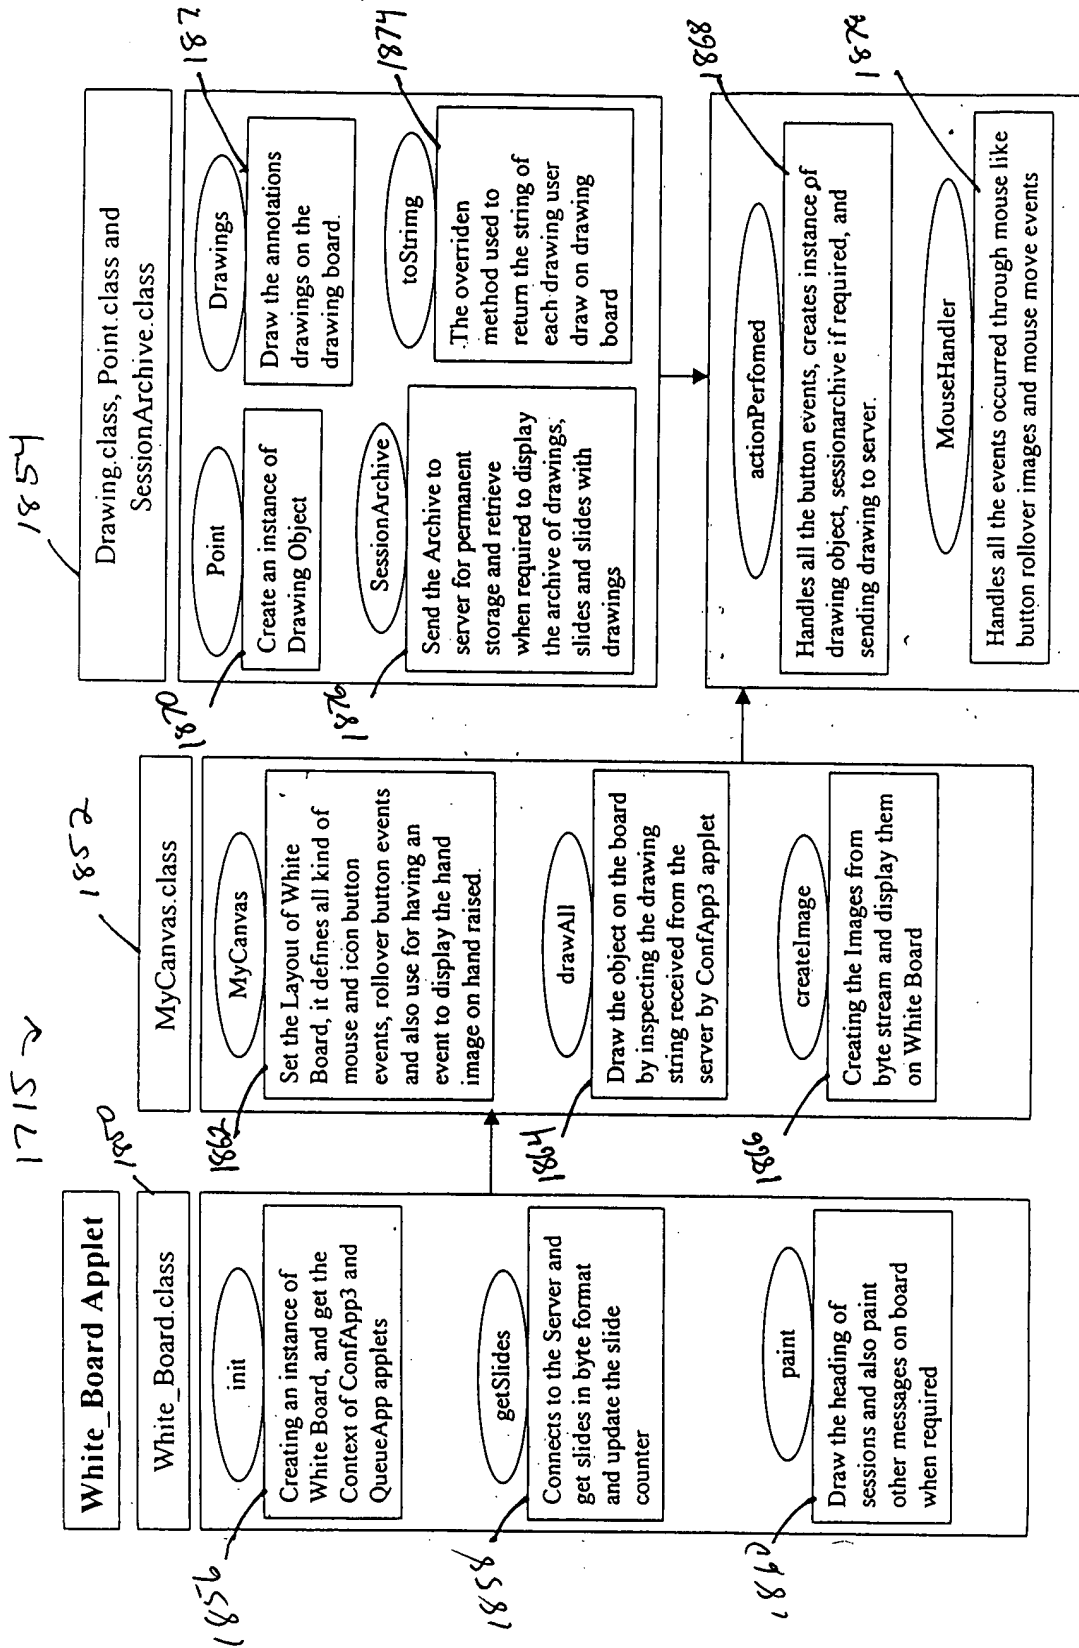 1715
White_Board Applet
1850
White_Board.class
init
1856
Creating an instance of
White Board, and get the
Context of ConfApp3 and
QueueApp applets
getSlides
1858
Connects to the Server and
get slides in byte format
and update the slide
counter
paint
1860
Draw the heading of
sessions and also paint
other messages on board
when required
1852
MyCanvas.class
MyCanvas
1862
Set the Layout of White
Board, it defines all kind of
mouse and icon button
events, rollover button events
and also use for having an
event to display the hand
image on hand raised.
drawAll
1864
Draw the object on the board
by inspecting the drawing
string received from the
server by ConfApp3 applet
createImage
1866
Creating the Images from
byte stream and display them
on White Board
1854
Drawing.class, Point.class and
SessionArchive.class
Point
1870
Create an instance of
Drawing Object
Drawings
187
Draw the annotations
drawings on the
drawing board.
SessionArchive
1876
Send the Archive to
server for permanent
storage and retrieve
when required to display
the archive of drawings,
slides and slides with
drawings
toString
1874
The overriden
method used to
return the string of
each drawing user
draw on drawing
board
actionPerfomed
1868
Handles all the button events, creates instance of
drawing object, sessionarchive if required, and
sending drawing to server.
MouseHandler
Handles all the events occurred through mouse like
button rollover images and mouse move events